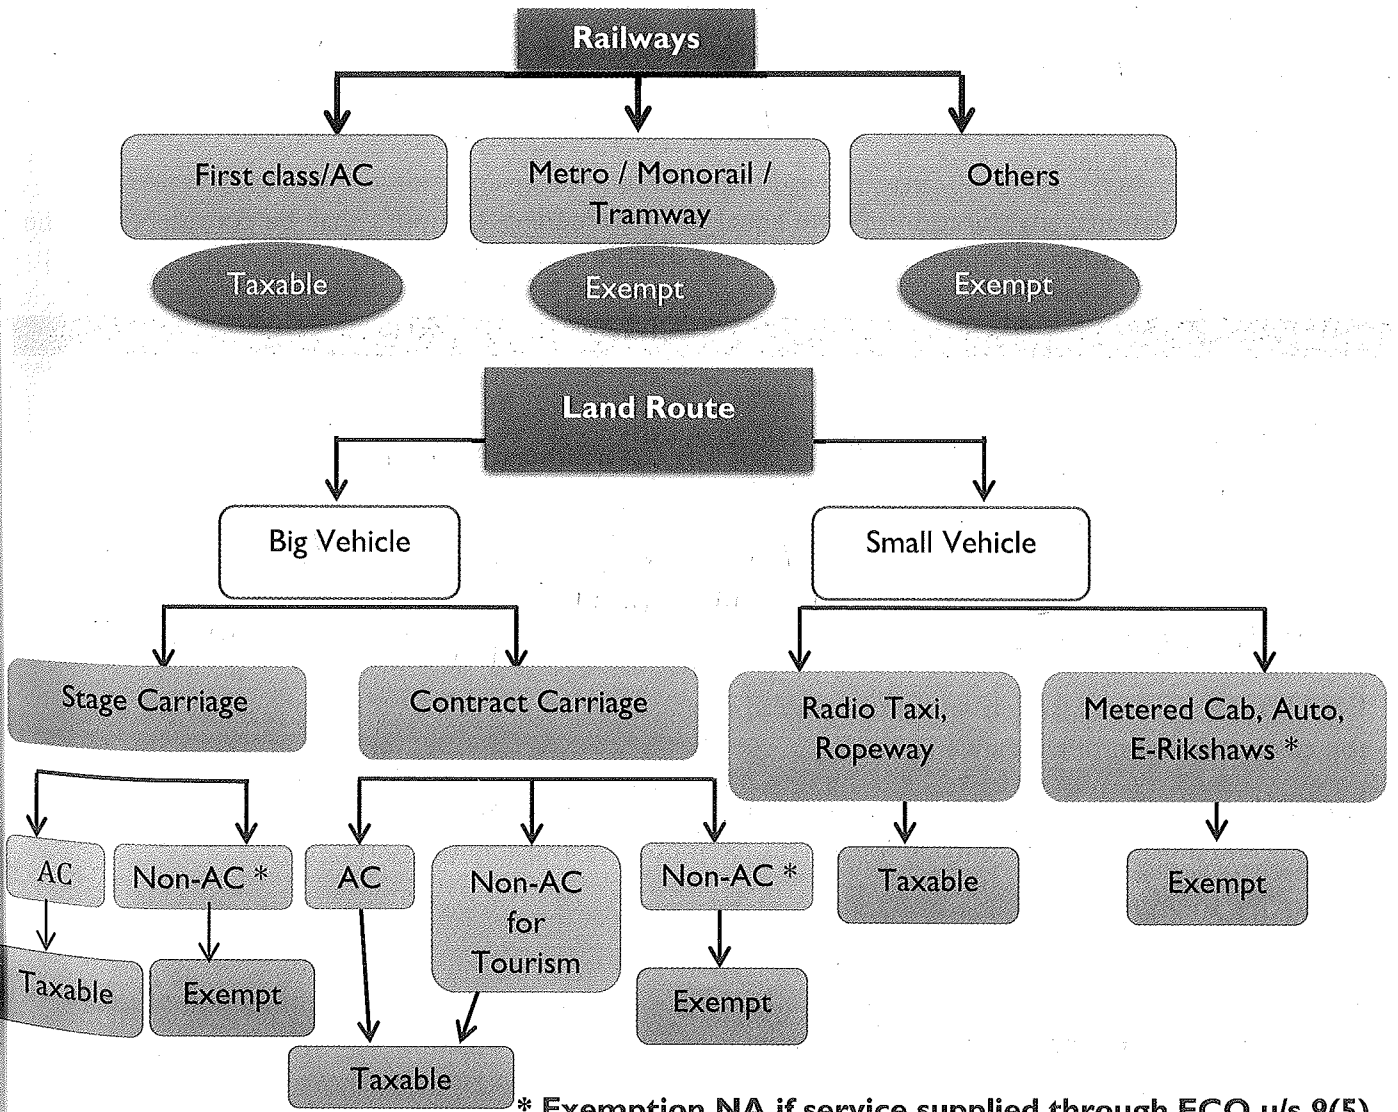 Railways
First class/AC
Metro / Monorail /
Tramway
Others
Taxable
Exempt
Exempt
Land Route
Big Vehicle
Small Vehicle
Stage Carriage
Contract Carriage
Radio Taxi,
Ropeway
Metered Cab, Auto,
E-Rikshaws *
AC
Non-AC *
AC
Non-AC
for
Tourism
Non-AC *
Taxable
Exempt
Taxable
Exempt
Exempt
Taxable
* Exemption NA if service supplied through ECO u/s 9(5)